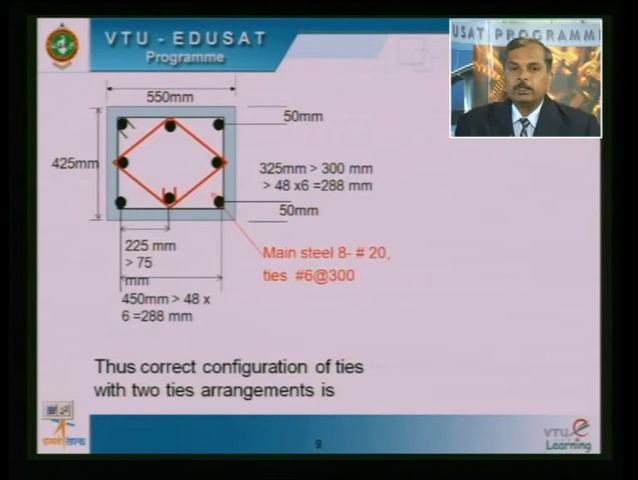 VTU - EDUSAT
Programme
USAT PROGRAMME
550mm
50mm
425mm
325mm > 300 mm
> 48 x6 =288 mm
50mm
225 mm
> 75
mm
Main steel 8- # 20,
ties #6@300
450mm > 48 x
6 =288 mm
Thus correct configuration of ties
with two ties arrangements is
9
VTU e
Learning